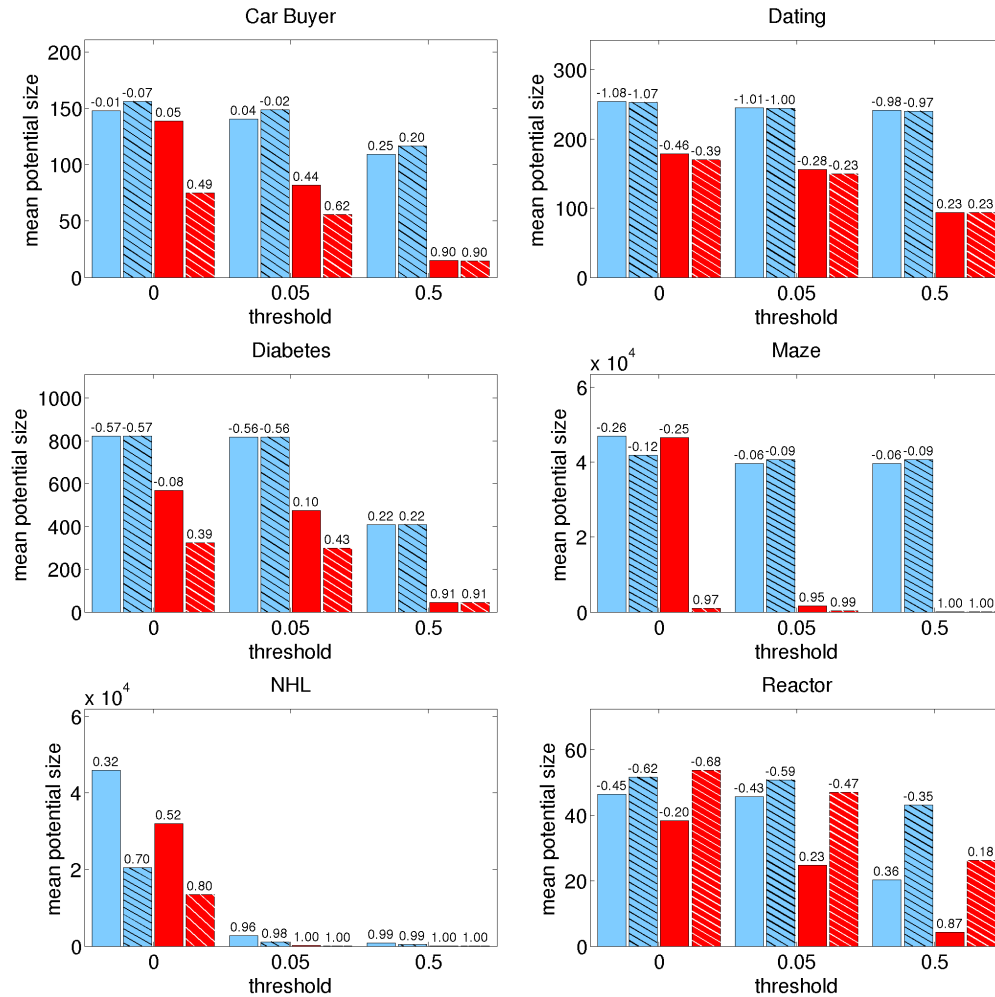 Car Buyer
mean potential size
200
150
100
50
0
-0.01 -0.07 0.05 0.49
0.04 -0.02 0.44 0.62
0.25 0.20 0.90 0.90
0 0.05 0.5
threshold
Dating
mean potential size
300
200
100
0
-1.08 -1.07 -0.46 -0.39
-1.01 -1.00 -0.28 -0.23
-0.98 -0.97 0.23 0.23
0 0.05 0.5
threshold
Diabetes
mean potential size
1000
800
600
400
200
0
-0.57 -0.57 -0.08 0.39
-0.56 -0.56 0.10 0.43
0.22 0.22 0.91 0.91
0 0.05 0.5
threshold
Maze
x 10^4
mean potential size
6
4
2
0
-0.26 -0.12 -0.25 0.97
-0.06 -0.09 0.95 0.99
-0.06 -0.09 1.00 1.00
0 0.05 0.5
threshold
NHL
x 10^4
mean potential size
6
4
2
0
0.32 0.70 0.52 0.80
0.96 0.98 1.00 1.00
0.99 0.99 1.00 1.00
0 0.05 0.5
threshold
Reactor
mean potential size
60
40
20
0
-0.45 -0.62 -0.20 -0.68
-0.43 -0.59 0.23 -0.47
0.36 -0.35 0.87 0.18
0 0.05 0.5
threshold